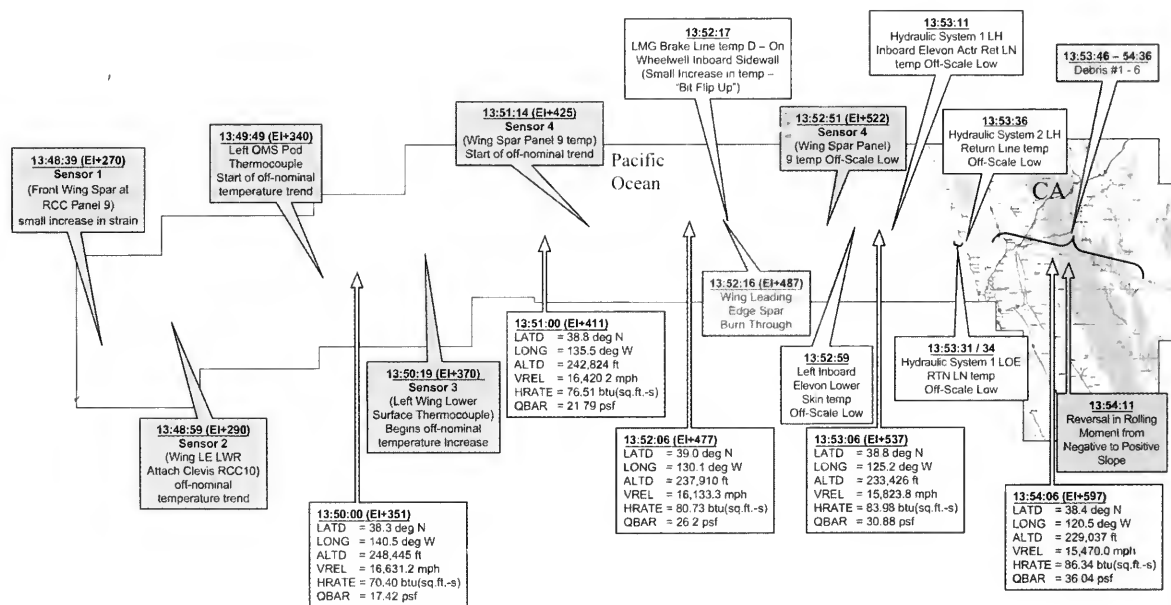 13:48:39 (EI+270)
Sensor 1
(Front Wing Spar at
RCC Panel 9)
small increase in strain
13:49:49 (EI+340)
Left OMS Pod
Thermocouple
Start of off-nominal
temperature trend
13:51:14 (EI+425)
Sensor 4
(Wing Spar Panel 9 temp)
Start of off-nominal trend
13:52:17
LMG Brake Line temp D – On
Wheelwell Inboard Sidewall
(Small Increase in temp –
"Bit Flip Up")
13:52:51 (EI+522)
Sensor 4
(Wing Spar Panel)
9 temp Off-Scale Low
13:53:11
Hydraulic System 1 LH
Inboard Elevon Actr Ret LN
temp Off-Scale Low
13:53:36
Hydraulic System 2 LH
Return Line temp
Off-Scale Low
13:53:46 – 54:36
Debris #1 - 6
Pacific
Ocean
CA
13:48:59 (EI+290)
Sensor 2
(Wing LE LWR
Attach Clevis RCC10)
off-nominal
temperature trend
13:50:00 (EI+351)
LATD = 38.3 deg N
LONG = 140.5 deg W
ALTD = 248,445 ft
VREL = 16,631.2 mph
HRATE = 70.40 btu(sq.ft.-s)
QBAR = 17.42 psf
13:50:19 (EI+370)
Sensor 3
(Left Wing Lower
Surface Thermocouple)
Begins off-nominal
temperature Increase
13:51:00 (EI+411)
LATD = 38.8 deg N
LONG = 135.5 deg W
ALTD = 242,824 ft
VREL = 16,420.2 mph
HRATE = 76.51 btu(sq.ft.-s)
QBAR = 21 79 psf
13:52:06 (EI+477)
LATD = 39.0 deg N
LONG = 130.1 deg W
ALTD = 237,910 ft
VREL = 16,133.3 mph
HRATE = 80.73 btu(sq.ft.-s)
QBAR = 26.2 psf
13:52:16 (EI+487)
Wing Leading
Edge Spar
Burn Through
13:52:59
Left Inboard
Elevon Lower
Skin temp
Off-Scale Low
13:53:06 (EI+537)
LATD = 38.8 deg N
LONG = 125.2 deg W
ALTD = 233,426 ft
VREL = 15,823.8 mph
HRATE = 83.98 btu(sq.ft.-s)
QBAR = 30.88 psf
13:53:31 / 34
Hydraulic System 1 LOE
RTN LN temp
Off-Scale Low
13:54:06 (EI+597)
LATD = 38.4 deg N
LONG = 120.5 deg W
ALTD = 229,037 ft
VREL = 15,470.0 mph
HRATE = 86.34 btu(sq.ft.-s)
QBAR = 36 04 psf
13:54:11
Reversal in Rolling
Moment from
Negative to Positive
Slope